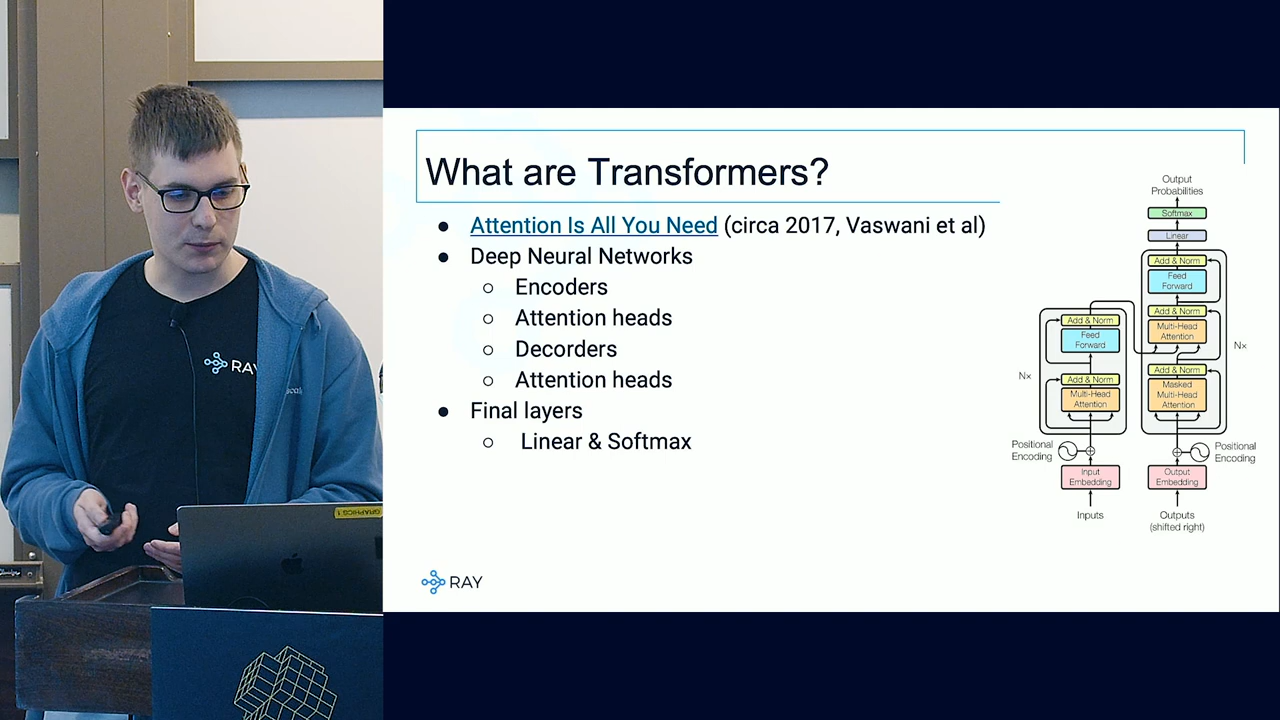 RAY
GRAPHICS 1
What are Transformers?
● Attention Is All You Need (circa 2017, Vaswani et al)
● Deep Neural Networks
○ Encoders
○ Attention heads
○ Decorders
○ Attention heads
● Final layers
○ Linear & Softmax
RAY
Output
Probabilities
Softmax
Linear
Add & Norm
Feed
Forward
Add & Norm
Multi-Head
Attention
Add & Norm
Masked
Multi-Head
Attention
Nx
Positional
Encoding
Output
Embedding
Outputs
(shifted right)
Add & Norm
Feed
Forward
Add & Norm
Multi-Head
Attention
Nx
Positional
Encoding
Input
Embedding
Inputs